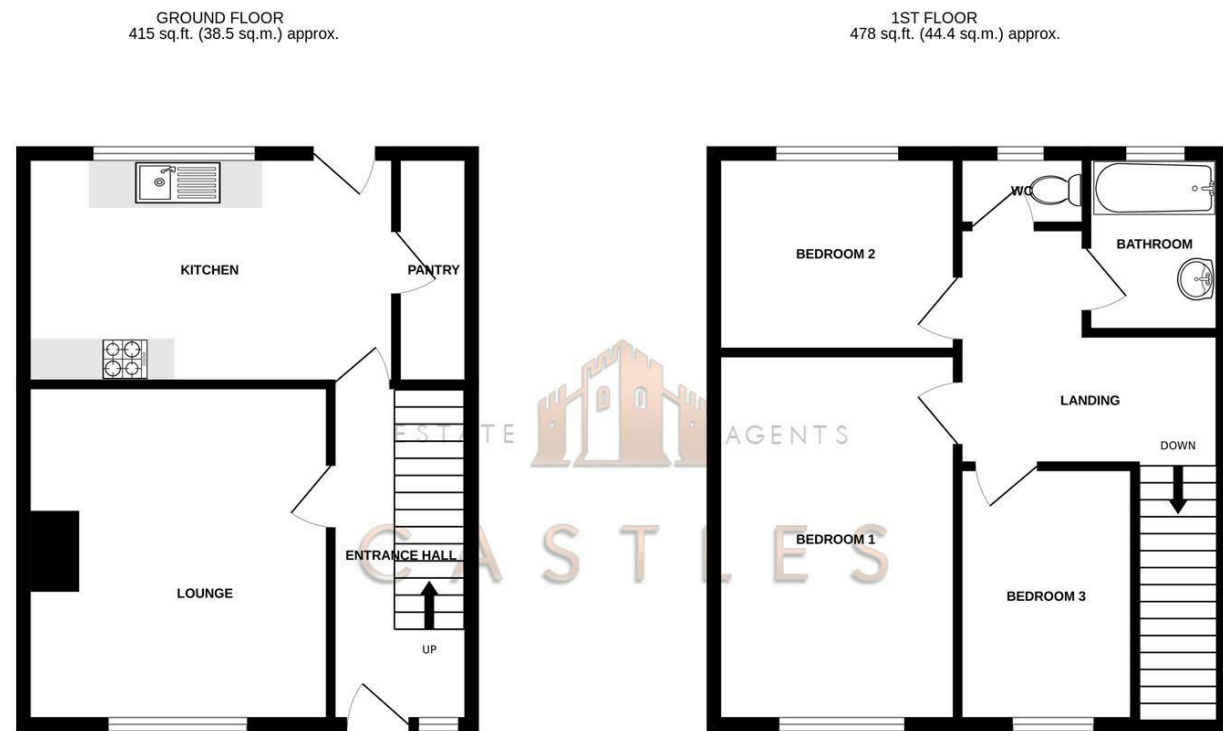 GROUND FLOOR
415 sq.ft. (38.5 sq.m.) approx.
1ST FLOOR
478 sq.ft. (44.4 sq.m.) approx.
KITCHEN
PANTRY
LOUNGE
ENTRANCE HALL
UP
WC
BATHROOM
BEDROOM 2
LANDING
DOWN
BEDROOM 1
BEDROOM 3
ESTATE AGENTS
CASTLES